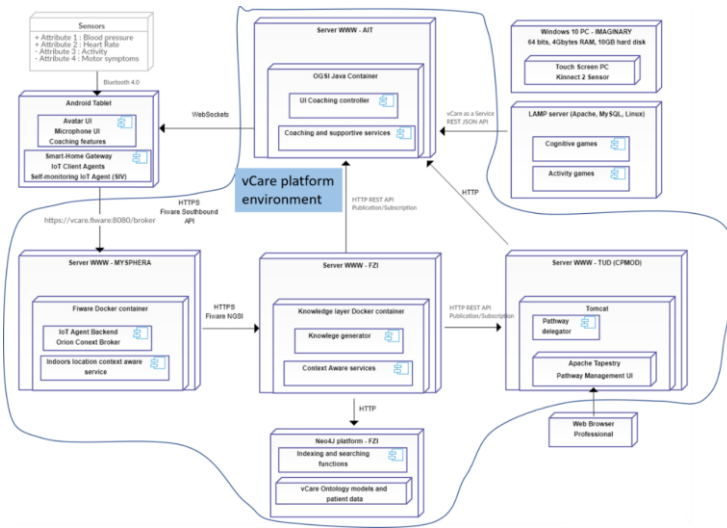 Sensors
+ Attribute 1 : Blood pressure
+ Attribute 2 : Heart Rate
- Attribute 3 : Activity
- Attribute 4 : Motor symptoms
Bluetooth 4.0
Android Tablet
Avatar UI
Microphone UI
Coaching features
Smart-Home Gateway
IoT Client Agents
Self-monitoring IoT Agent (SIV)
WebSockets
Server WWW - AIT
OGSI Java Container
UI Coaching controller
Coaching and supportive services
vCare as a Service
REST JSON API
Windows 10 PC - IMAGINARY
64 bits, 4Gbytes RAM, 10GB hard disk
Touch Screen PC
Kinnect 2 Sensor
LAMP server (Apache, MySQL, Linux)
Cognitive games
Activity games
vCare platform
environment
HTTPS
Fiware Southbound
API
https://vcare.fiware:8080/broker
HTTP REST API
Publication/Subscription
HTTP
Server WWW - MYSPHERA
Fiware Docker container
IoT Agent Backend
Orion Conext Broker
Indoors location context aware
service
HTTPS
Fiware NGSI
Server WWW - FZI
Knowledge layer Docker container
Knowlege generator
Context Aware services
HTTP REST API
Publication/Subscription
Server WWW - TUD (CPMOD)
Tomcat
Pathway
delegator
Apache Tapestry
Pathway Management UI
HTTP
Web Browser
Professional
Neo4J platform - FZI
Indexing and searching
functions
vCare Ontology models and
patient data